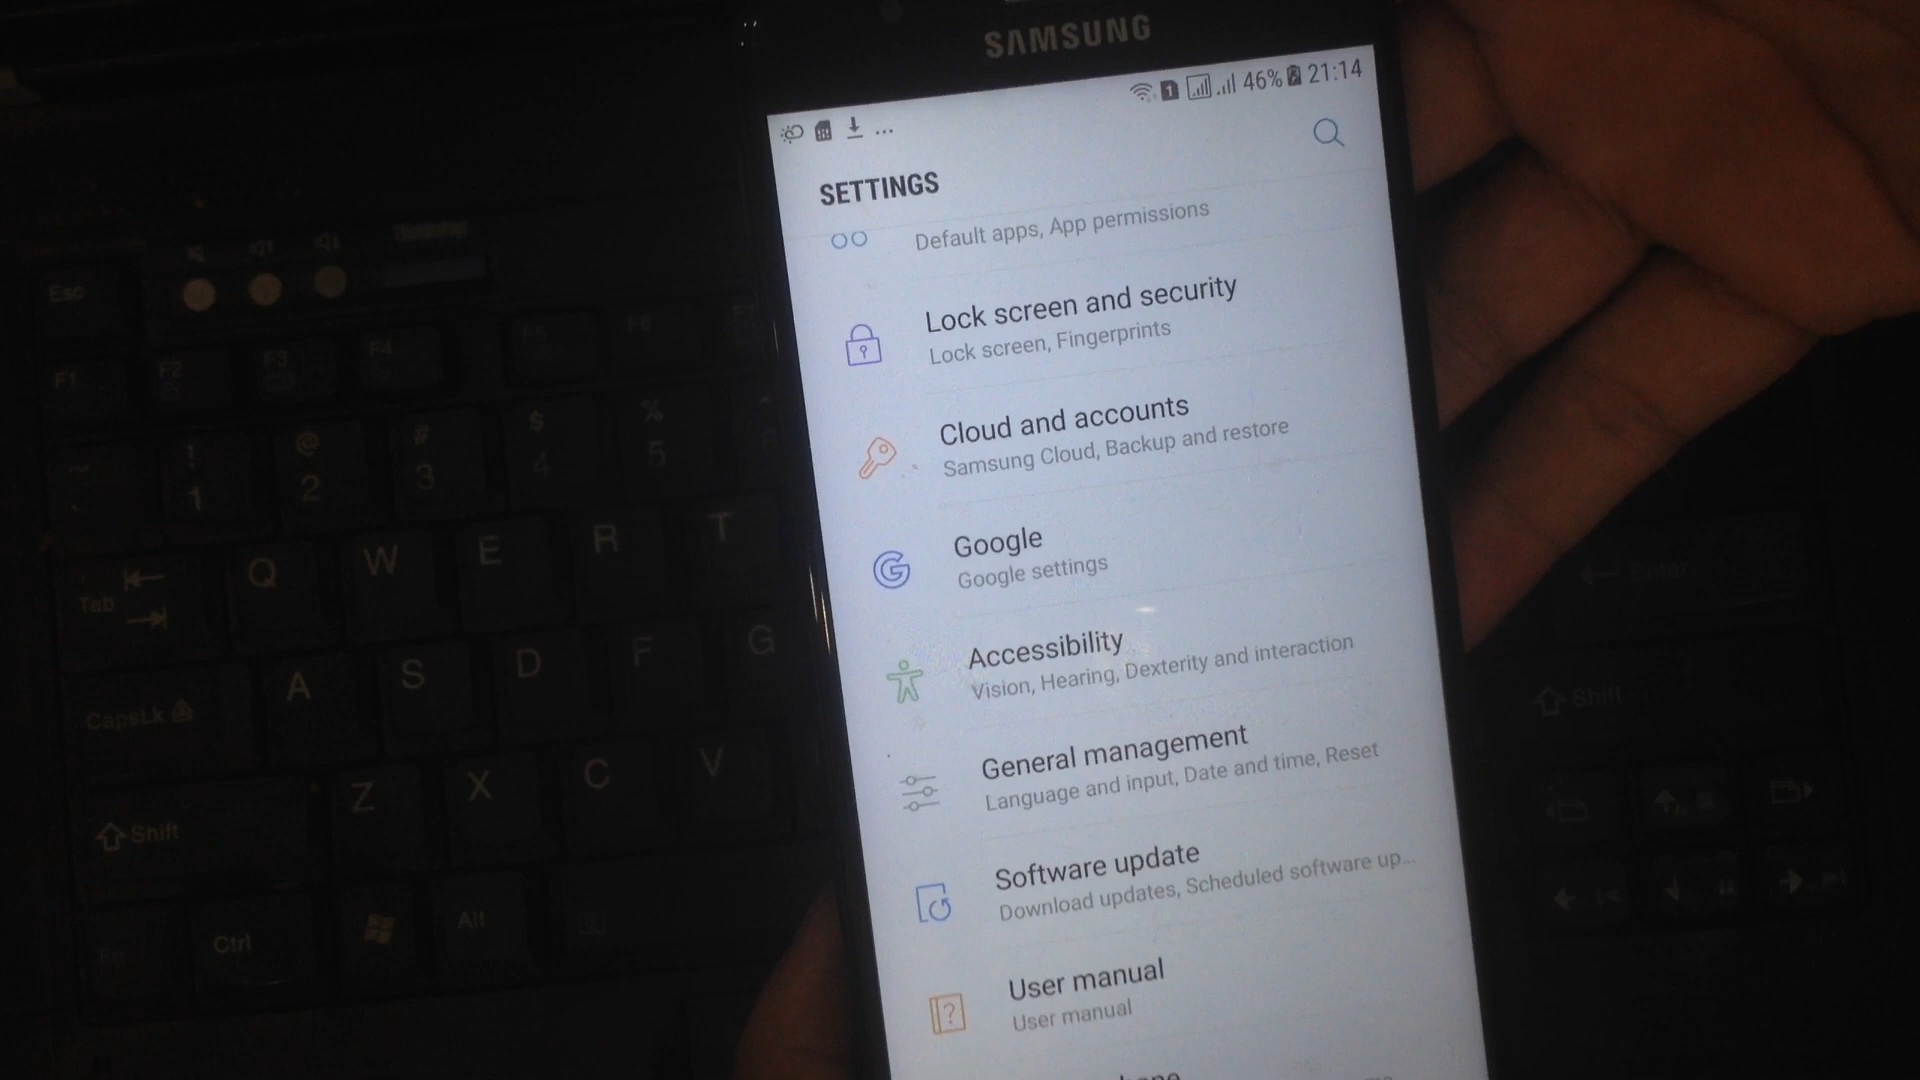 SAMSUNG
1 46% 21:14
...
SETTINGS
Default apps, App permissions
Lock screen and security
Lock screen, Fingerprints
Cloud and accounts
Samsung Cloud, Backup and restore
Google
Google settings
Accessibility
Vision, Hearing, Dexterity and interaction
General management
Language and input, Date and time, Reset
Software update
Download updates, Scheduled software up...
User manual
User manual
Esc
F1 F2 F3 F4 F5 F6
! @ # $ %
1 2 3 4 5
Tab Q W E R T
Enter
CapsLk A S D F G
Shift Z X C V
Shift
Fn Ctrl Alt